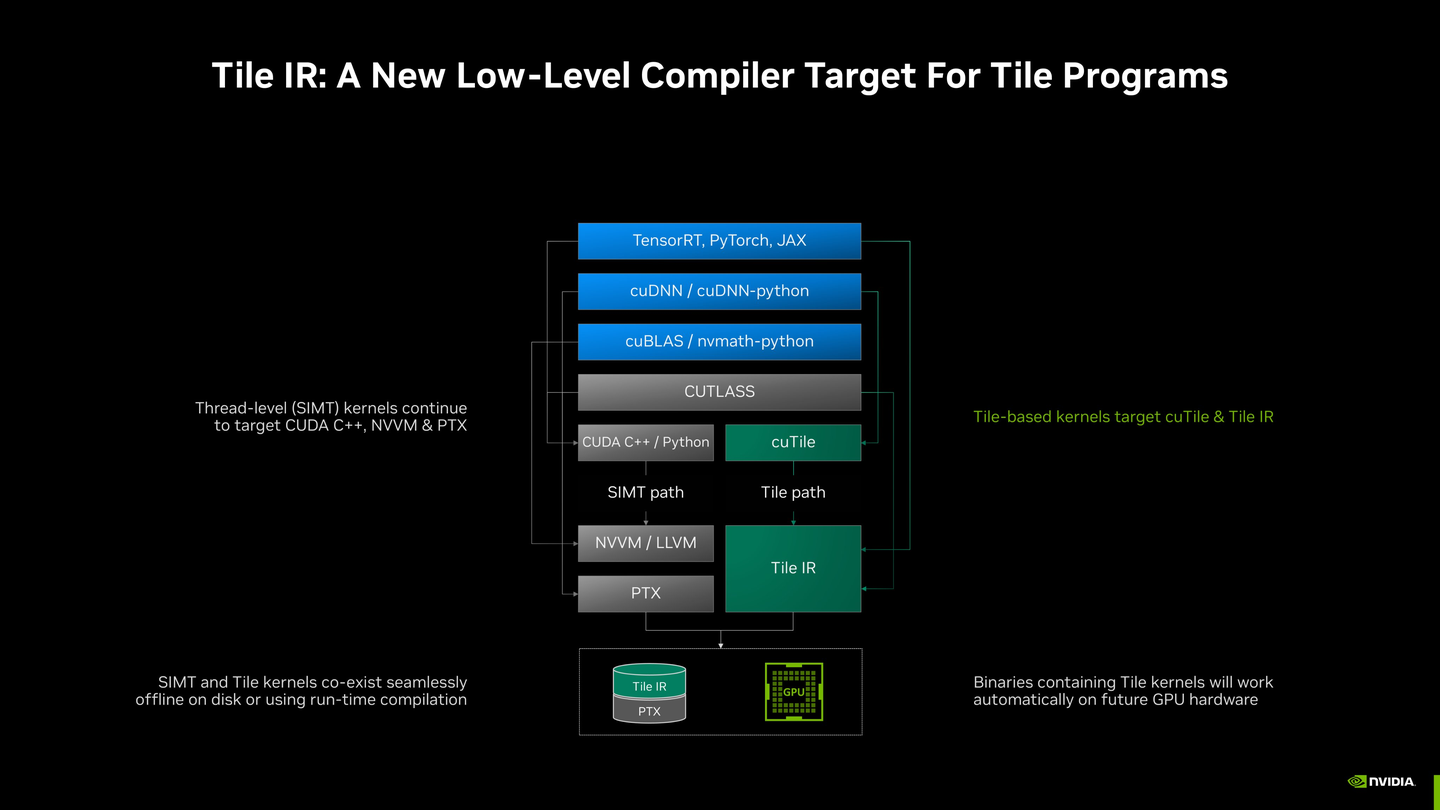 Tile IR: A New Low-Level Compiler Target For Tile Programs
TensorRT, PyTorch, JAX
cuDNN / cuDNN-python
cuBLAS / nvmath-python
CUTLASS
Thread-level (SIMT) kernels continue
to target CUDA C++, NVVM & PTX
Tile-based kernels target cuTile & Tile IR
CUDA C++ / Python
cuTile
SIMT path
Tile path
NVVM / LLVM
Tile IR
PTX
SIMT and Tile kernels co-exist seamlessly
offline on disk or using run-time compilation
Tile IR
PTX
GPU
Binaries containing Tile kernels will work
automatically on future GPU hardware
NVIDIA.